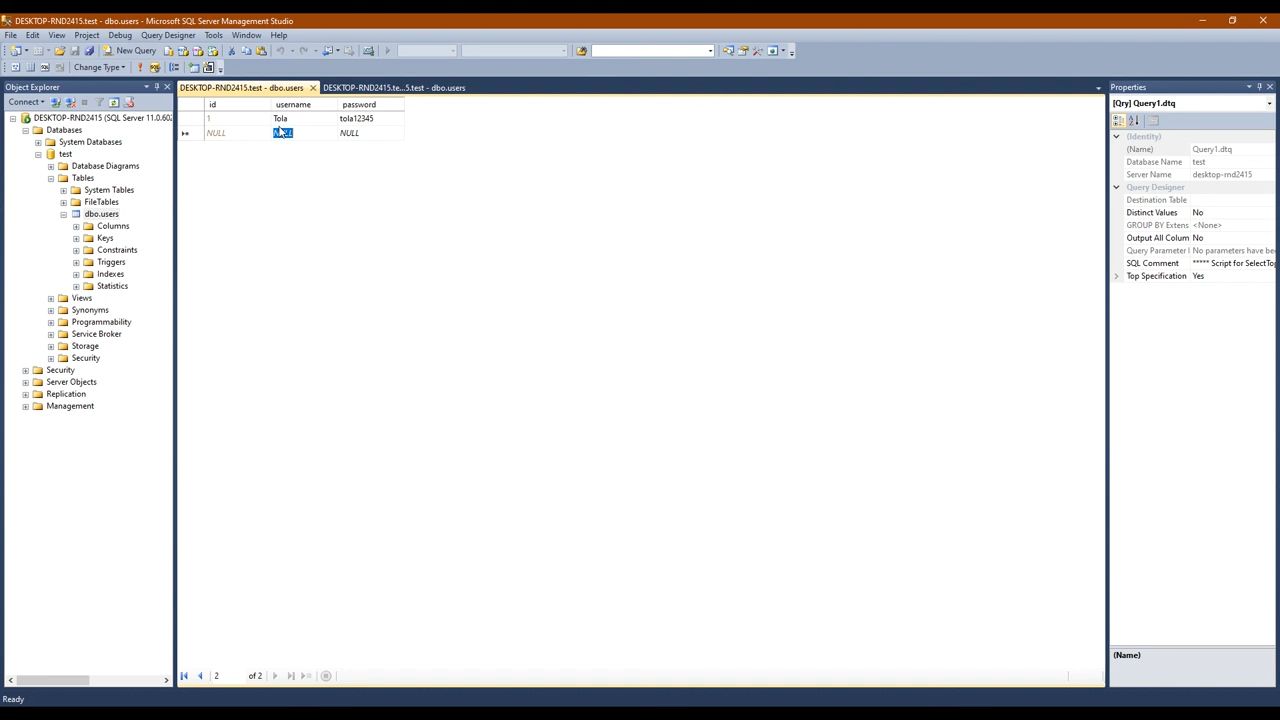 DESKTOP-RND2415.test - dbo.users - Microsoft SQL Server Management Studio
File Edit View Project Debug Query Designer Tools Window Help
New Query
Change Type
Object Explorer
Connect
DESKTOP-RND2415 (SQL Server 11.0.602
Databases
System Databases
test
Database Diagrams
Tables
System Tables
FileTables
dbo.users
Columns
Keys
Constraints
Triggers
Indexes
Statistics
Views
Synonyms
Programmability
Service Broker
Storage
Security
Security
Server Objects
Replication
Management
DESKTOP-RND2415.test - dbo.users DESKTOP-RND2415.te...5.test - dbo.users
id username password
1 Tola tola12345
NULL NULL NULL
2 of 2
Properties
[Qry] Query1.dtq
(Identity)
(Name) Query1.dtq
Database Name test
Server Name desktop-rnd2415
Query Designer
Destination Table
Distinct Values No
GROUP BY Extens <None>
Output All Colum No
Query Parameter No parameters have be
SQL Comment ***** Script for SelectTop
Top Specification Yes
(Name)
Ready